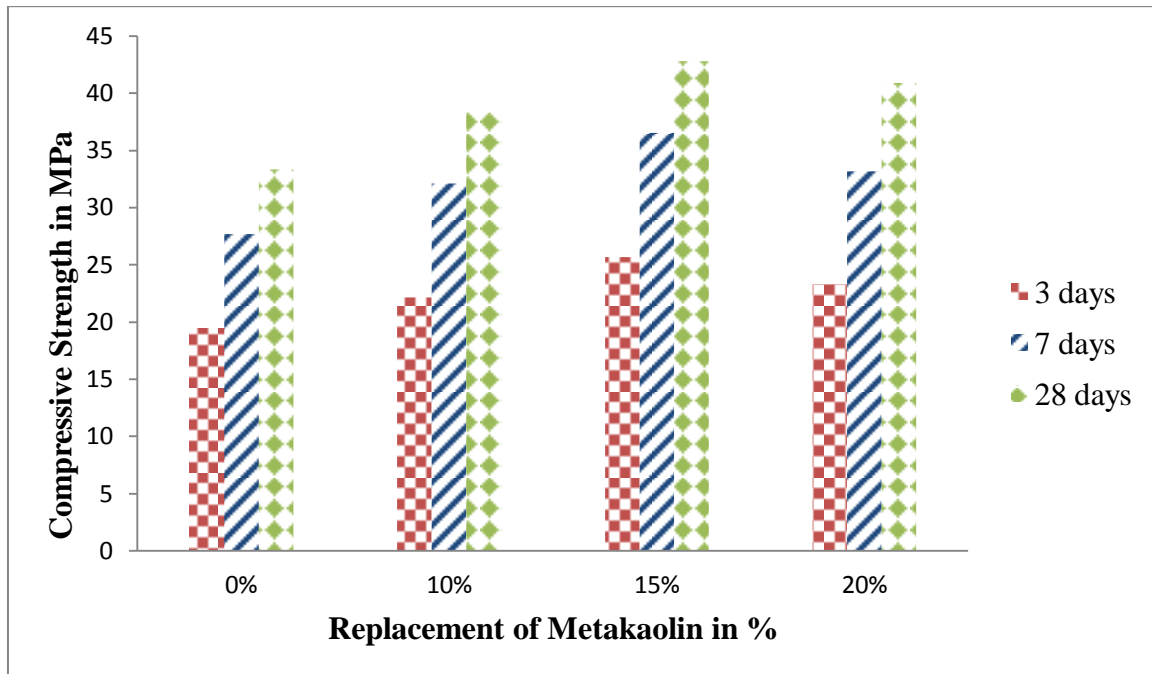 45
40
35
30
25
20
15
10
5
0
Compressive Strength in MPa
0% 10% 15% 20%
Replacement of Metakaolin in %
3 days
7 days
28 days